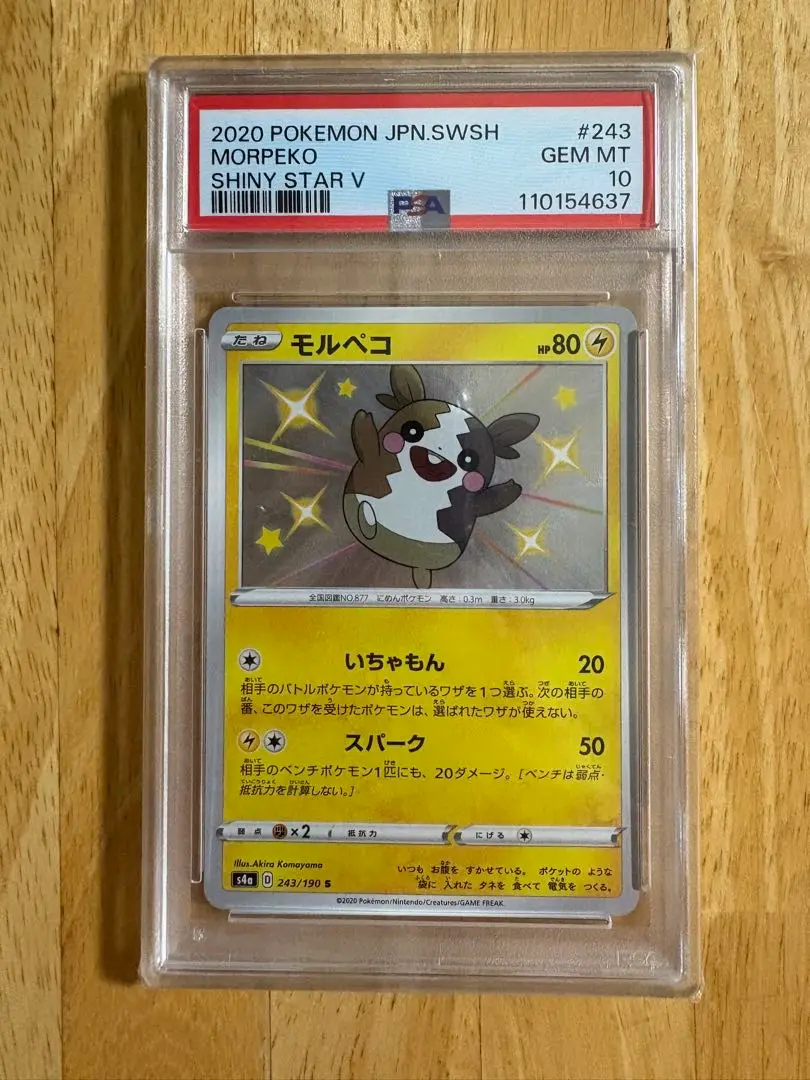 2020 POKEMON JPN.SWSH #243
MORPEKO GEM MT
SHINY STAR V 10
PSA 110154637
たね モルペコ HP80
全国図鑑NO.877 にめんポケモン 高さ:0.3m 重さ:3.0kg
いちゃもん 20
相手のバトルポケモンが持っているワザを1つ選ぶ。次の相手の
番、このワザを受けたポケモンは、選ばれたワザが使えない。
スパーク 50
相手のベンチポケモン1匹にも、20ダメージ。[ベンチは弱点・
抵抗力を計算しない。]
弱点 ×2 抵抗力 にげる
Illus.Akira Komayama
いつも お腹を すかせている。 ポケットの ような
袋に 入れた タネを 食べて 電気を つくる。
s4a D 243/190 S
©2020 Pokémon/Nintendo/Creatures/GAME FREAK.